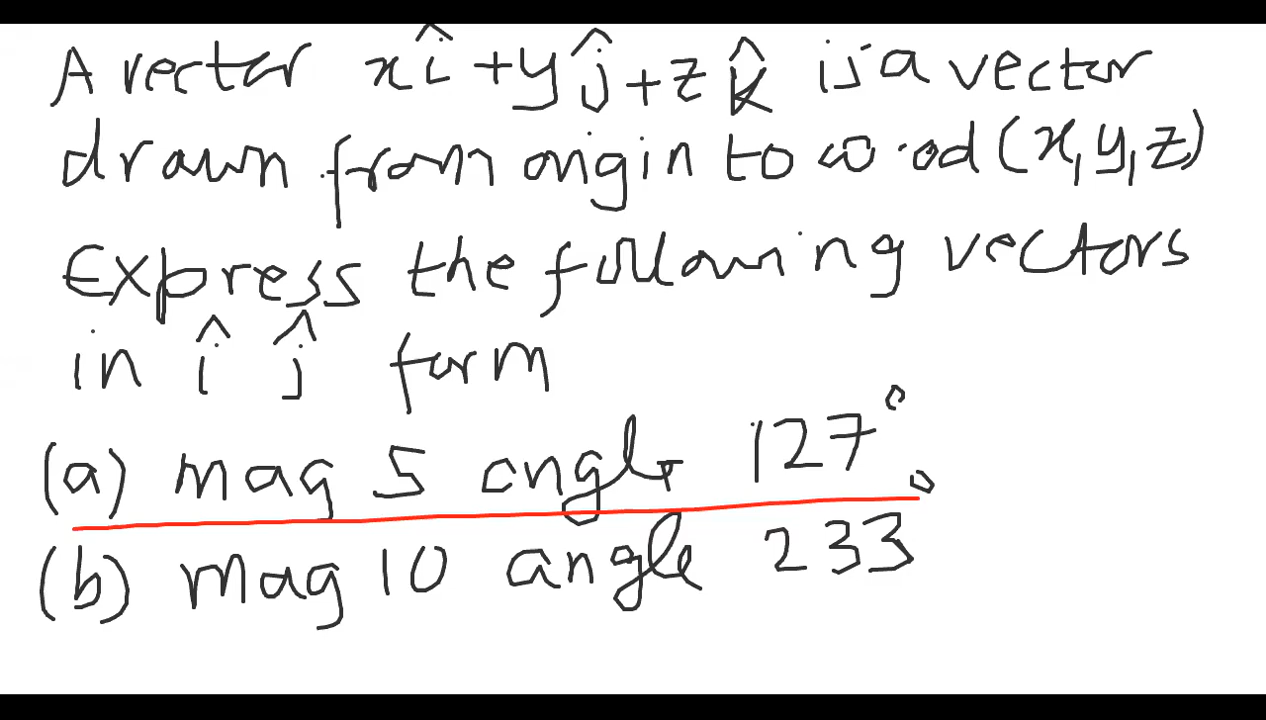 A vector xî+yĵ+zk̂ is a vector
drawn from origin to co-od(x,y,z)
Express the following vectors
in î ĵ form
(a) mag 5 angle 127°
(b) mag 10 angle 233°